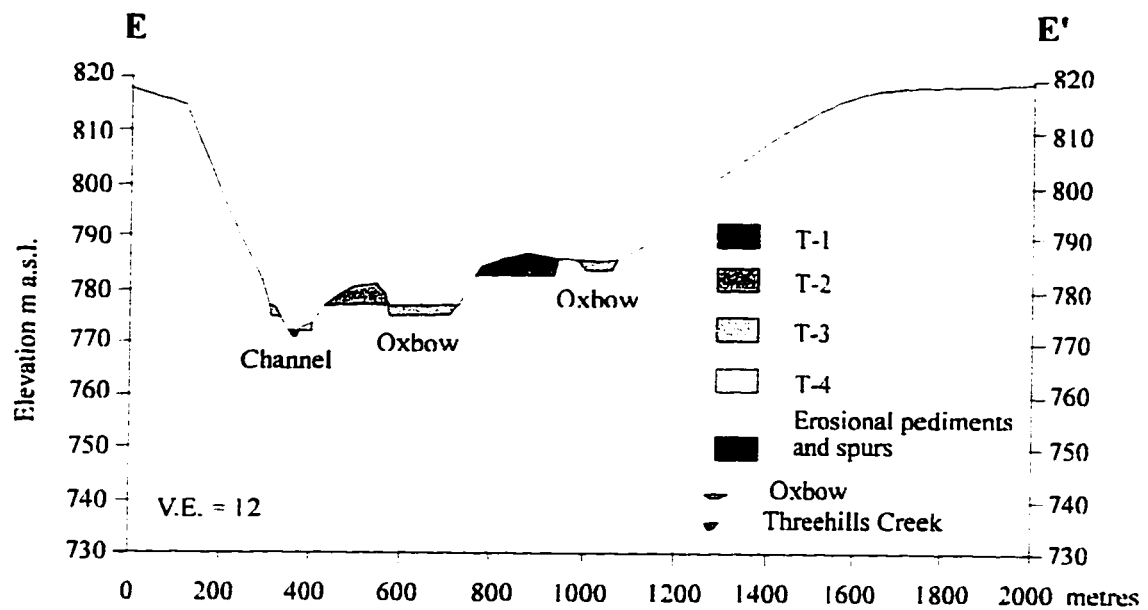 E E'
820 820
810 810
800 800
790 790
780 780
770 770
760 760
750 750
740 740
730 730
Elevation m a.s.l.
Channel
Oxbow
Oxbow
T-1
T-2
T-3
T-4
Erosional pediments
and spurs
Oxbow
Threehills Creek
V.E. = 12
0 200 400 600 800 1000 1200 1400 1600 1800 2000 metres